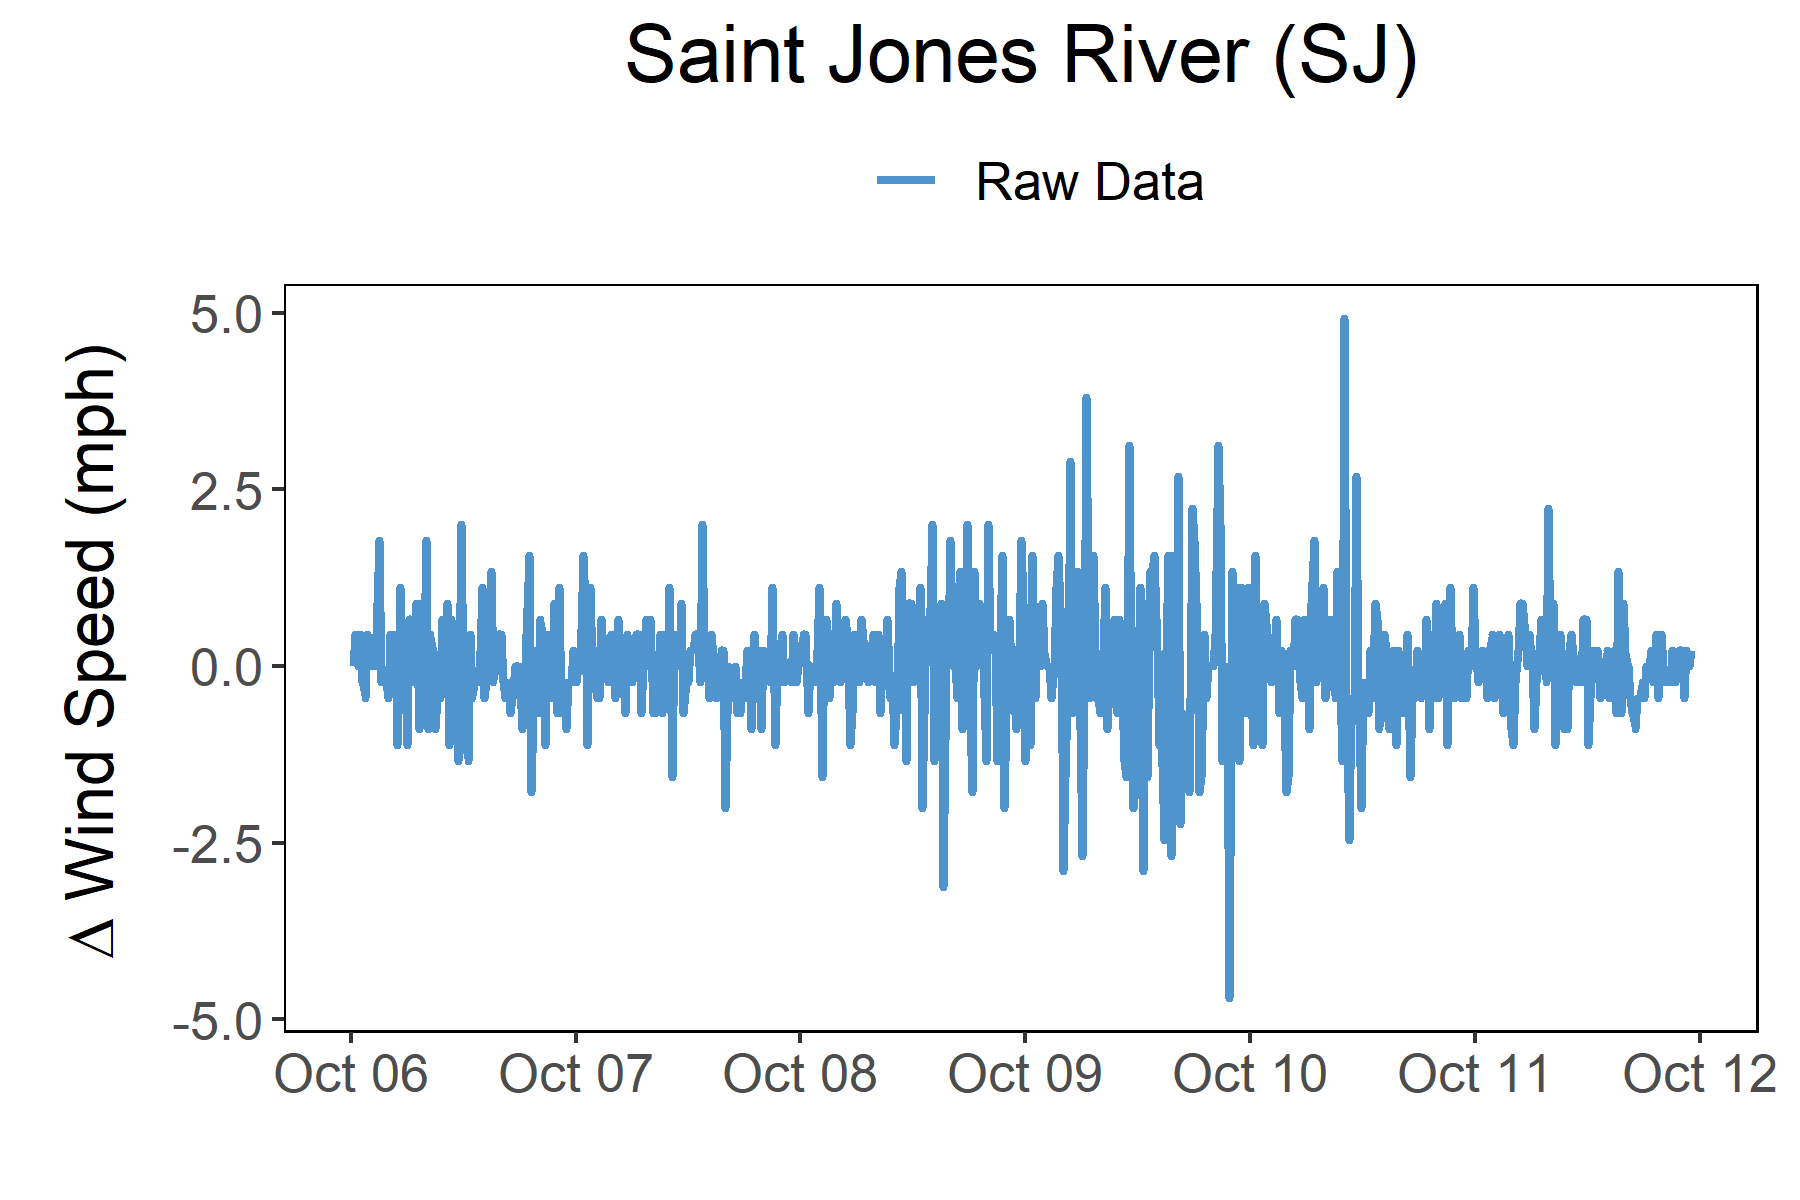 Saint Jones River (SJ)
Raw Data
Δ Wind Speed (mph)
5.0
2.5
0.0
-2.5
-5.0
Oct 06 Oct 07 Oct 08 Oct 09 Oct 10 Oct 11 Oct 12